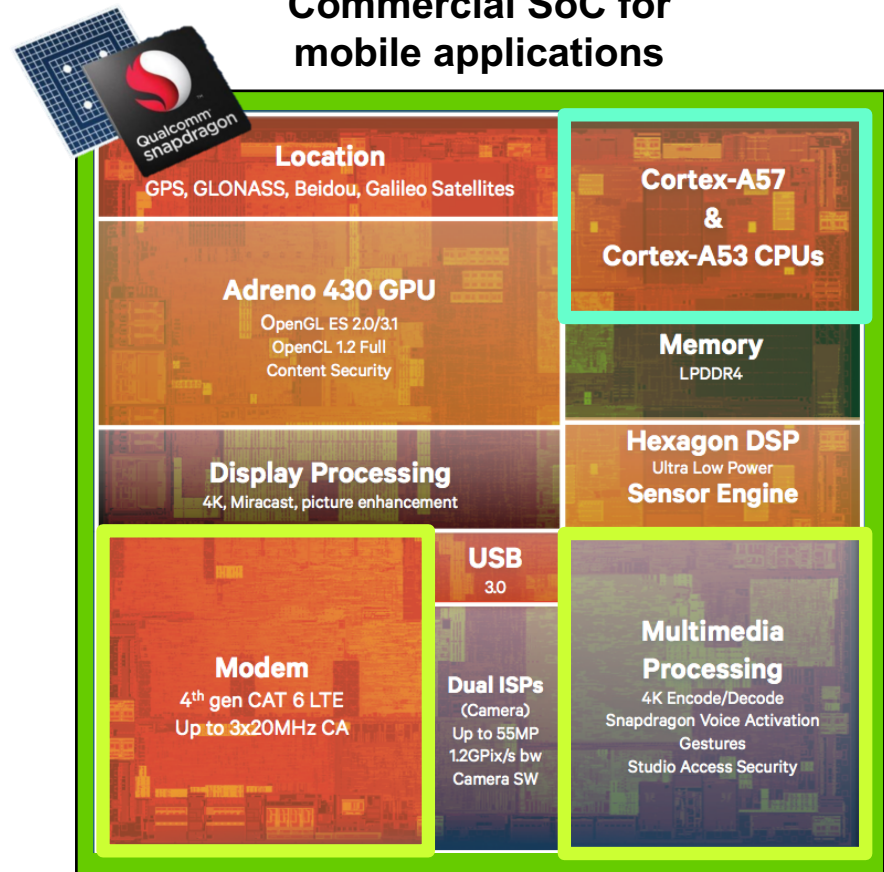 Commercial SoC for
mobile applications
Qualcomm
snapdragon
Location
GPS, GLONASS, Beidou, Galileo Satellites
Cortex-A57
&
Cortex-A53 CPUs
Adreno 430 GPU
OpenGL ES 2.0/3.1
OpenCL 1.2 Full
Content Security
Memory
LPDDR4
Display Processing
4K, Miracast, picture enhancement
Hexagon DSP
Ultra Low Power
Sensor Engine
Modem
4th gen CAT 6 LTE
Up to 3x20MHz CA
USB
3.0
Dual ISPs
(Camera)
Up to 55MP
1.2GPix/s bw
Camera SW
Multimedia
Processing
4K Encode/Decode
Snapdragon Voice Activation
Gestures
Studio Access Security